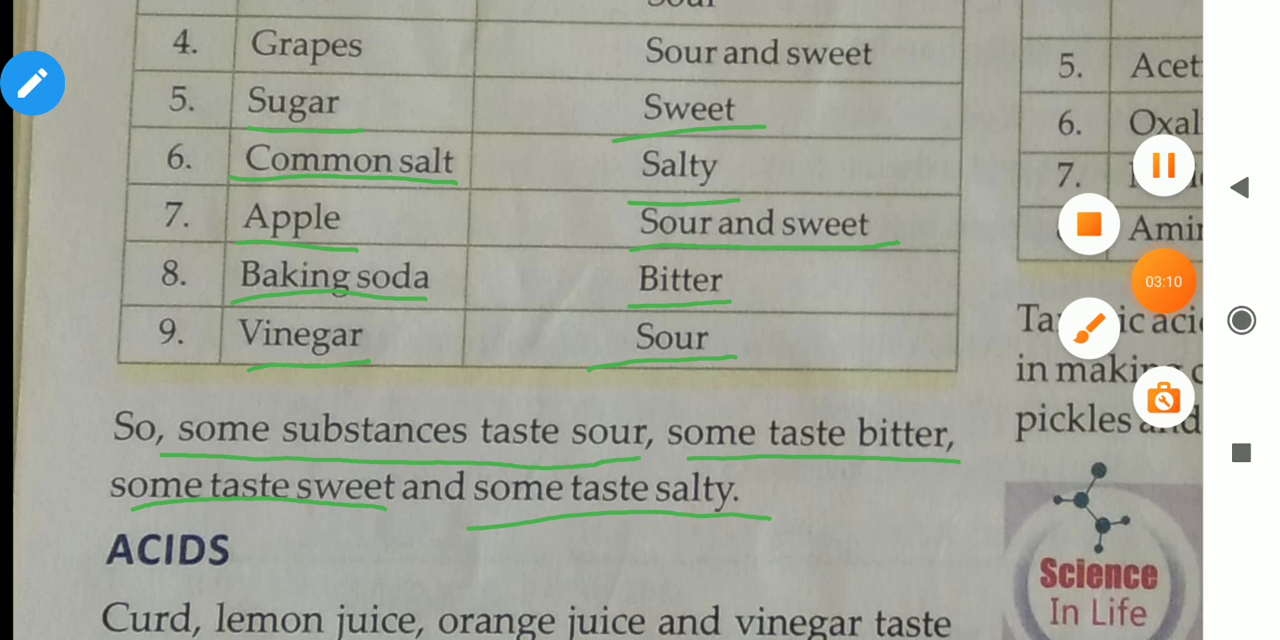 4. Grapes Sour and sweet
5. Sugar Sweet
6. Common salt Salty
7. Apple Sour and sweet
8. Baking soda Bitter
9. Vinegar Sour
So, some substances taste sour, some taste bitter,
some taste sweet and some taste salty.
ACIDS
Curd, lemon juice, orange juice and vinegar taste
5.
6.
7.
03:10
in making
pickles and
Science
In Life